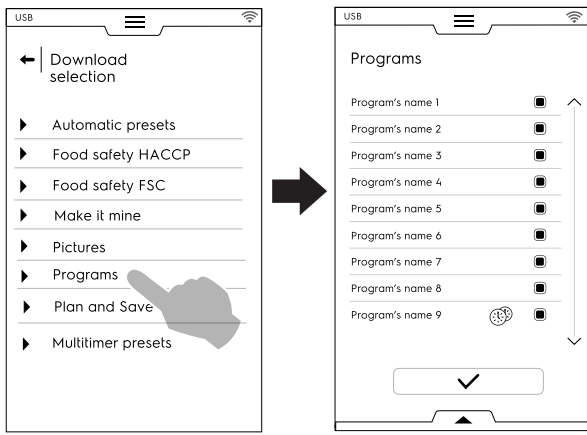 USB
Download
selection
Automatic presets
Food safety HACCP
Food safety FSC
Make it mine
Pictures
Programs
Plan and Save
Multitimer presets
USB
Programs
Program's name 1
Program's name 2
Program's name 3
Program's name 4
Program's name 5
Program's name 6
Program's name 7
Program's name 8
Program's name 9